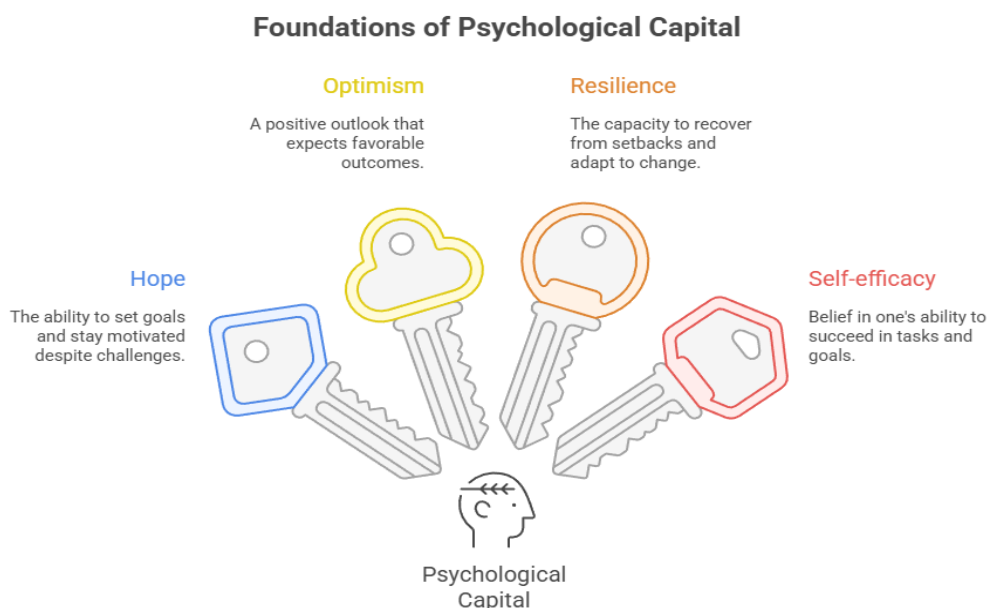 Foundations of Psychological Capital
Optimism
A positive outlook that
expects favorable
outcomes.
Resilience
The capacity to recover
from setbacks and
adapt to change.
Hope
The ability to set goals
and stay motivated
despite challenges.
Self-efficacy
Belief in one's ability to
succeed in tasks and
goals.
Psychological
Capital